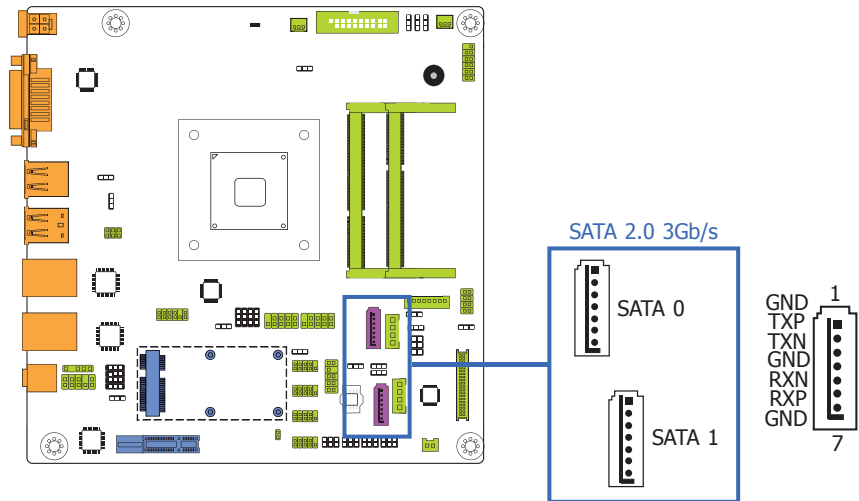 SATA 2.0 3Gb/s
SATA 0
SATA 1
1
GND
TXP
TXN
GND
RXN
RXP
GND
7